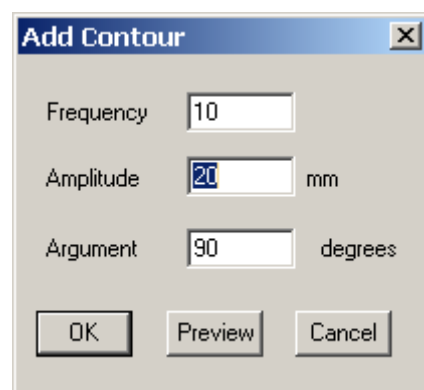 Add Contour
Frequency 10
Amplitude 20 mm
Argument 90 degrees
OK Preview Cancel